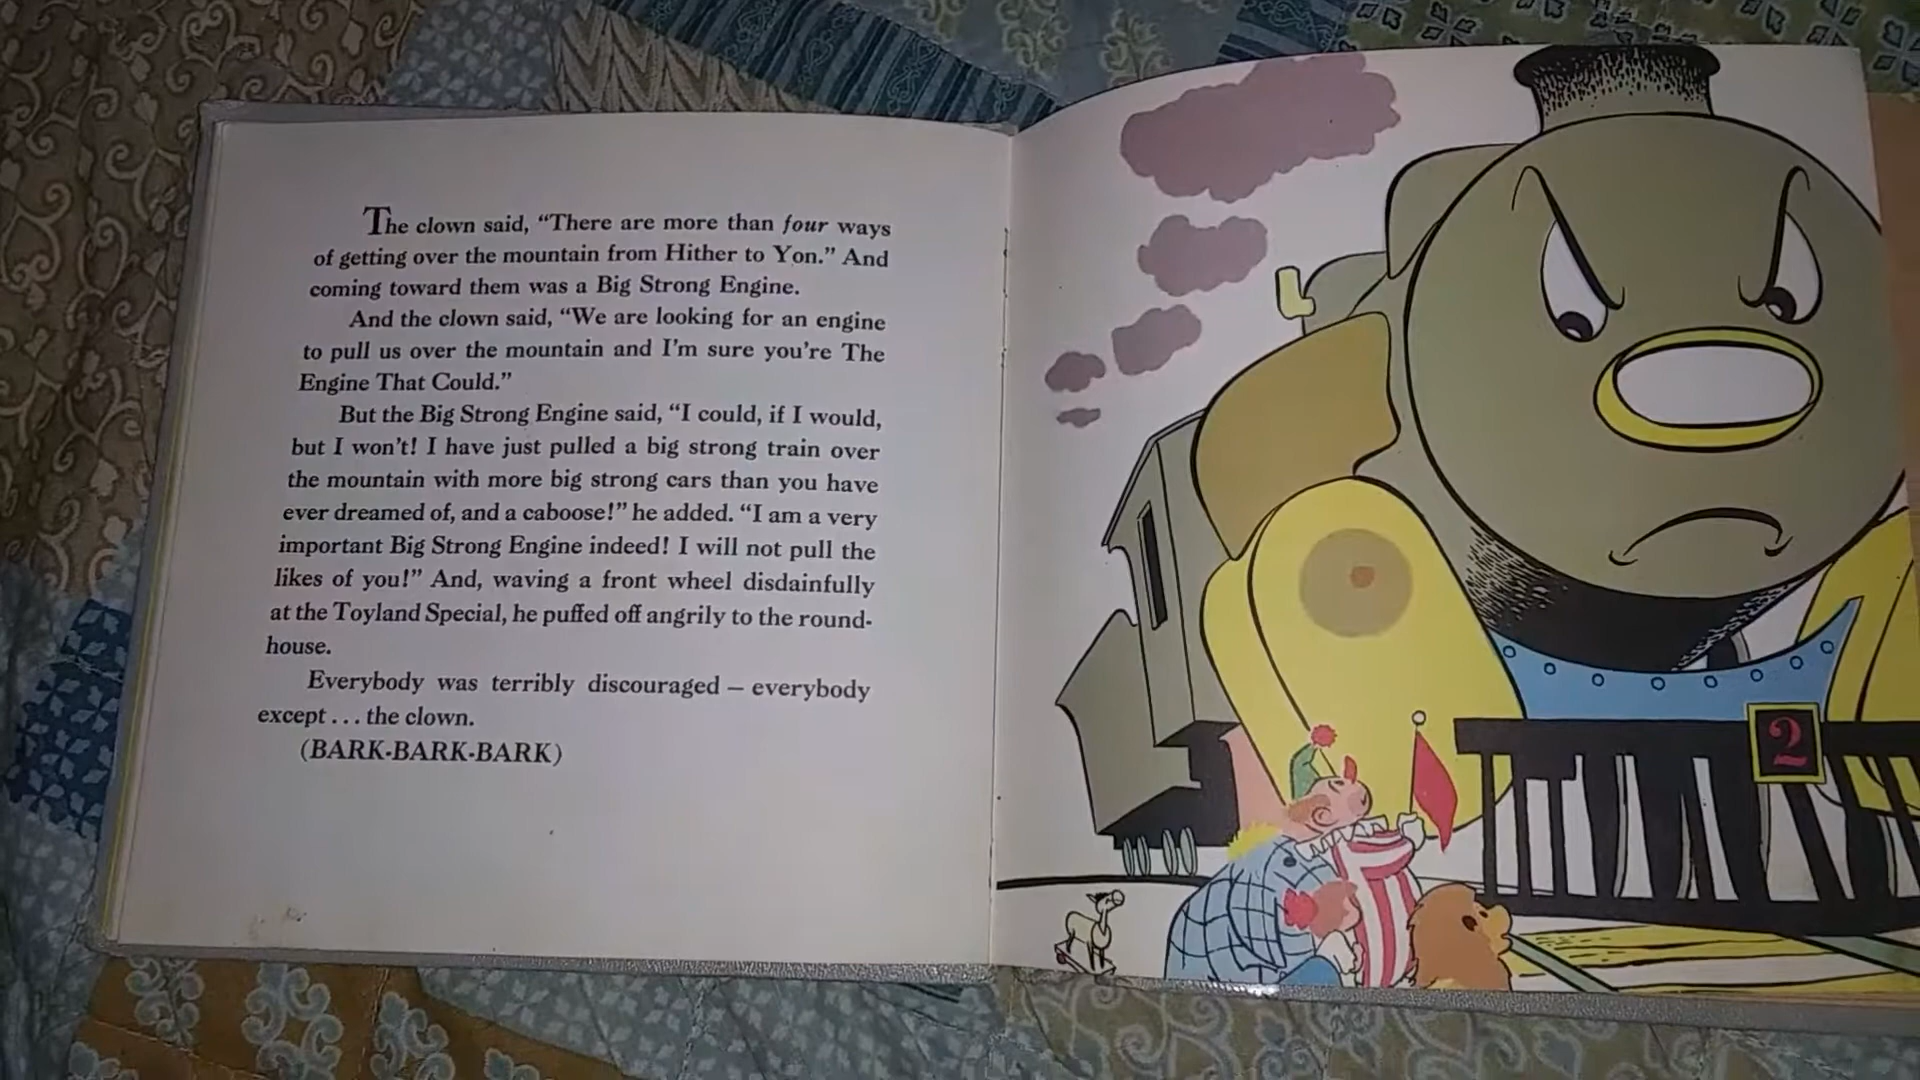 The clown said, “There are more than four ways
of getting over the mountain from Hither to Yon.” And
coming toward them was a Big Strong Engine.
And the clown said, “We are looking for an engine
to pull us over the mountain and I’m sure you’re The
Engine That Could.”
But the Big Strong Engine said, “I could, if I would,
but I won’t! I have just pulled a big strong train over
the mountain with more big strong cars than you have
ever dreamed of, and a caboose!” he added. “I am a very
important Big Strong Engine indeed! I will not pull the
likes of you!” And, waving a front wheel disdainfully
at the Toyland Special, he puffed off angrily to the round-
house.
Everybody was terribly discouraged – everybody
except . . . the clown.
(BARK-BARK-BARK)
2